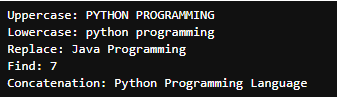 Uppercase: PYTHON PROGRAMMING
Lowercase: python programming
Replace: Java Programming
Find: 7
Concatenation: Python Programming Language